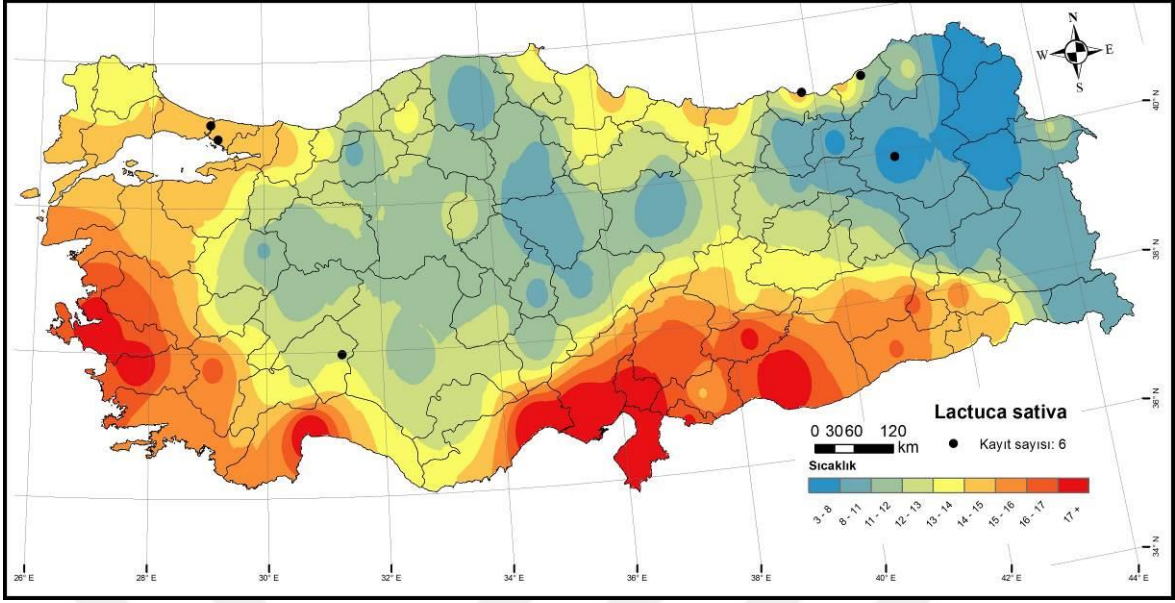 N
W E
S
44° E
40° N
38° N
36° N
34° N
Lactuca sativa
0 30 60 120
km
Kayıt sayısı: 6
Sıcaklık
3 - 8
8 - 11
11 - 12
12 - 13
13 - 14
14 - 15
15 - 16
16 - 17
17 +
26° E
28° E
30° E
32° E
34° E
36° E
38° E
40° E
42° E
44° E